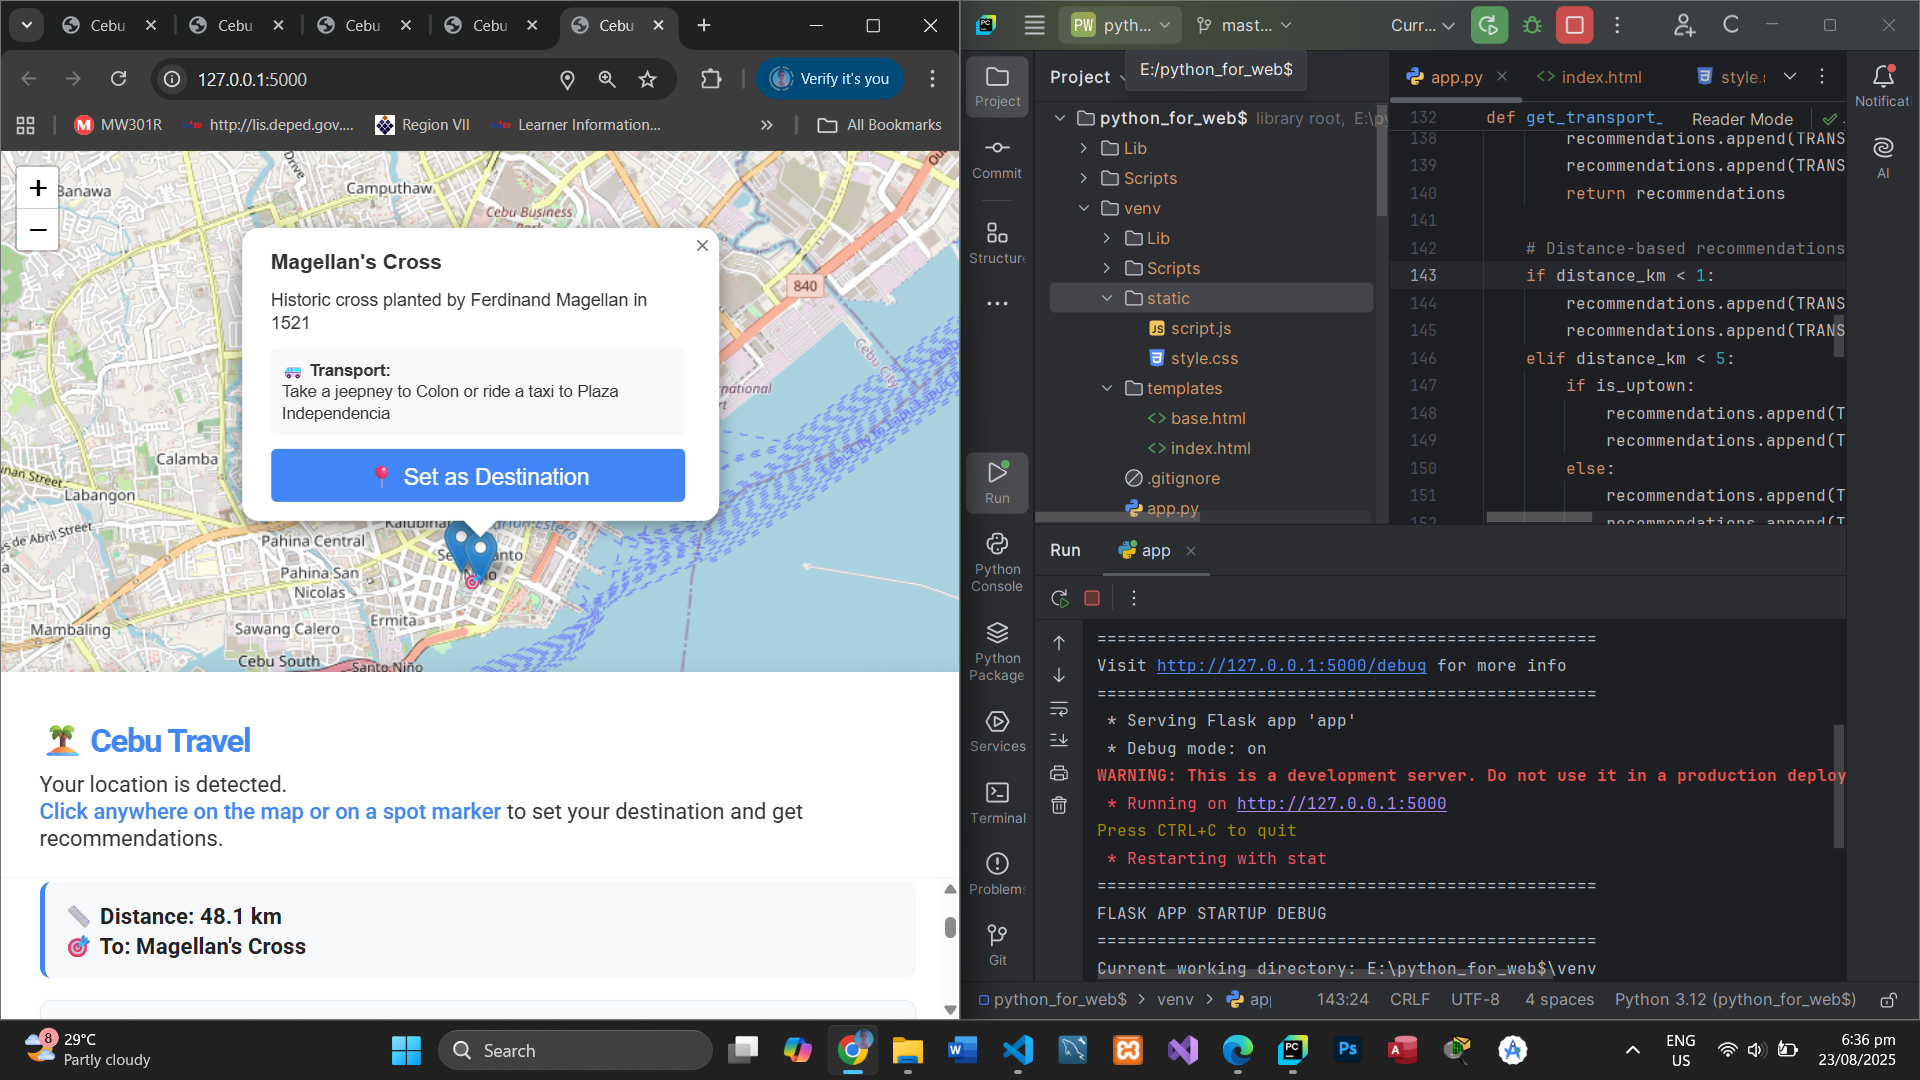 Cebu
Cebu
Cebu
Cebu
Cebu
127.0.0.1:5000
Verify it's you
MW301R
http://lis.deped.gov....
Region VII
Learner Information...
All Bookmarks
+
−
Banawa
Camputhaw
Cebu Business
840
Cebu City
Calamba
Labangon
Pahina Central
Pahina San
Nicolas
Ermita
Sawang Calero
Mambaling
Cebu South
Santo Niño
Magellan's Cross
Historic cross planted by Ferdinand Magellan in
1521
Transport:
Take a jeepney to Colon or ride a taxi to Plaza
Independencia
Set as Destination
Cebu Travel
Your location is detected.
Click anywhere on the map or on a spot marker to set your destination and get
recommendations.
Distance: 48.1 km
To: Magellan's Cross
PW pyth...
mast...
Curr...
E:/python_for_web$
Project
Commit
Structure
Run
Python
Console
Python
Package
Services
Terminal
Problems
Git
Project
python_for_web$ library root, E:\py
Lib
Scripts
venv
Lib
Scripts
static
script.js
style.css
templates
base.html
index.html
.gitignore
app.py
app.py
index.html
style.
Reader Mode
132 def get_transport_
138 recommendations.append(TRANS
139 recommendations.append(TRANS
140 return recommendations
141
142 # Distance-based recommendations
143 if distance_km < 1:
144 recommendations.append(TRANS
145 recommendations.append(TRANS
146 elif distance_km < 5:
147 if is_uptown:
148 recommendations.append(T
149 recommendations.append(T
150 else:
151 recommendations.append(T
152 recommendations.append(T
Notificati
AI
Run
app
==================================================
Visit http://127.0.0.1:5000/debug for more info
==================================================
* Serving Flask app 'app'
* Debug mode: on
WARNING: This is a development server. Do not use it in a production deploy
* Running on http://127.0.0.1:5000
Press CTRL+C to quit
* Restarting with stat
==================================================
FLASK APP STARTUP DEBUG
==================================================
Current working directory: E:\python_for_web$\venv
python_for_web$ > venv > ap
143:24
CRLF
UTF-8
4 spaces
Python 3.12 (python_for_web$)
8
29°C
Partly cloudy
Search
ENG
US
6:36 pm
23/08/2025